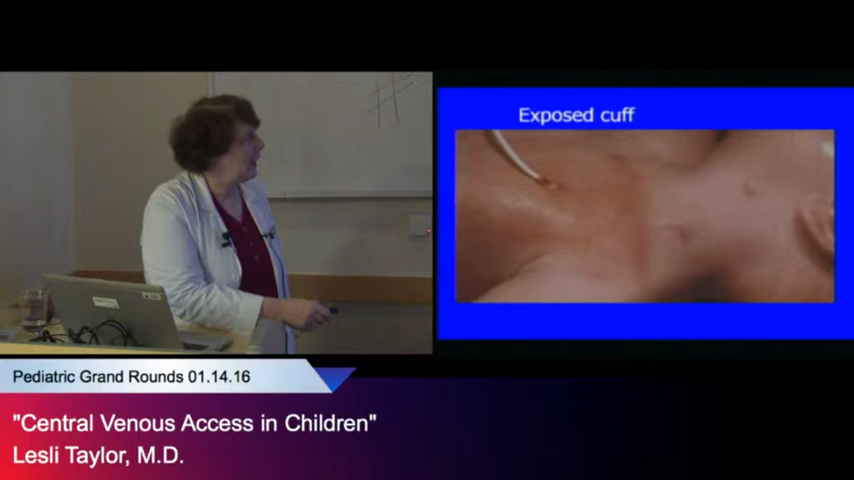 Exposed cuff
Pediatric Grand Rounds 01.14.16
"Central Venous Access in Children"
Lesli Taylor, M.D.